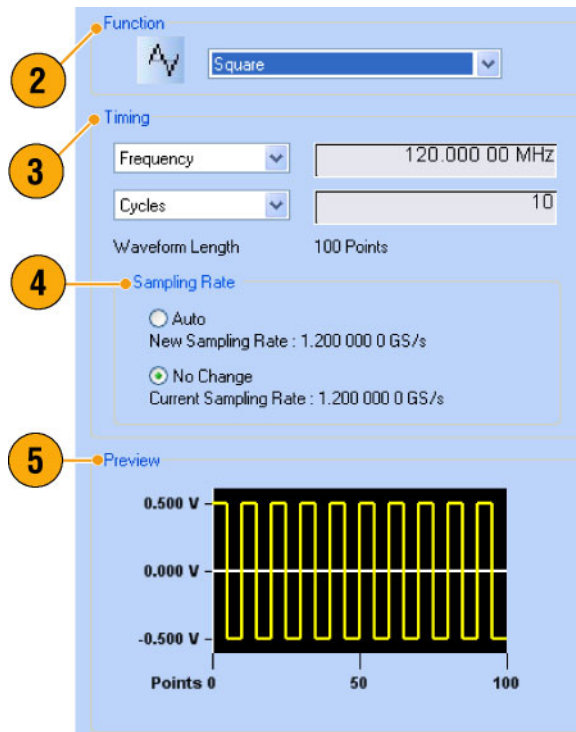 Function
2
Square
Timing
3
Frequency 120.000 00 MHz
Cycles 10
Waveform Length 100 Points
4
Sampling Rate
Auto
New Sampling Rate : 1.200 000 0 GS/s
No Change
Current Sampling Rate : 1.200 000 0 GS/s
5
Preview
0.500 V
0.000 V
-0.500 V
Points 0 50 100